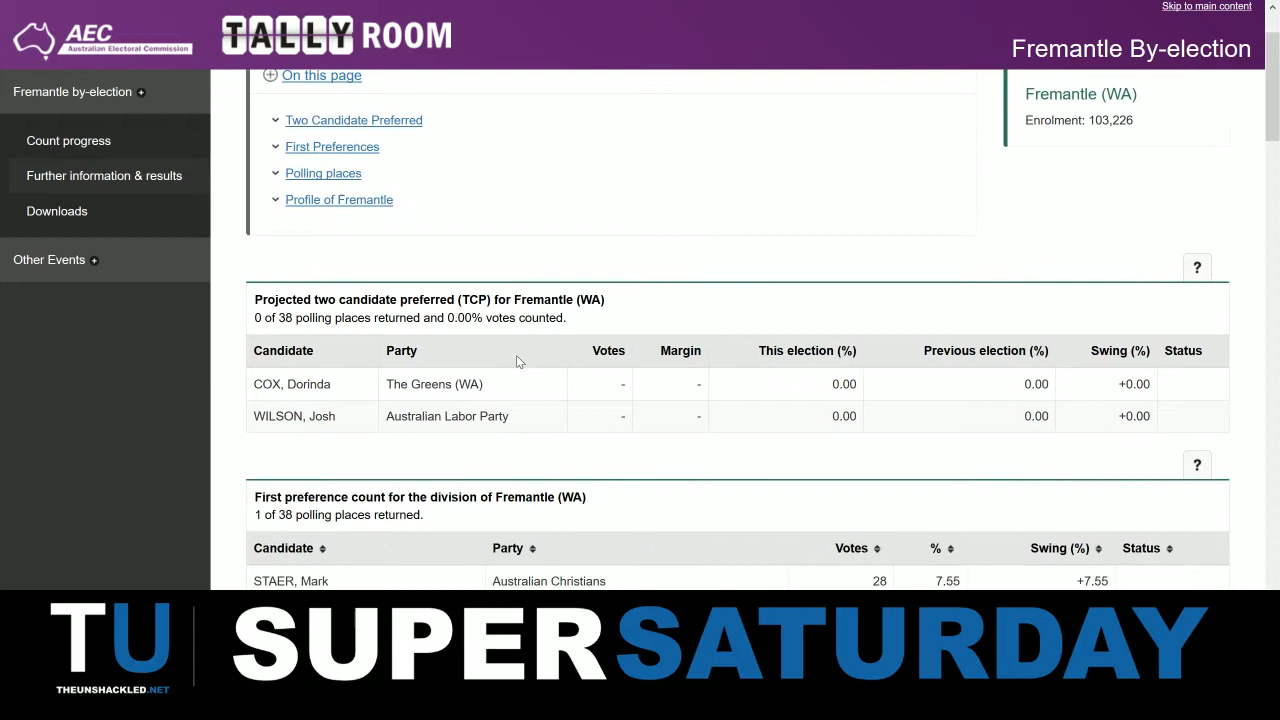 Skip to main content
AEC
Australian Electoral Commission
TALLY ROOM
Fremantle By-election
Fremantle by-election
Count progress
Further information & results
Downloads
Other Events
On this page
Two Candidate Preferred
First Preferences
Polling places
Profile of Fremantle
Fremantle (WA)
Enrolment: 103,226
?
Projected two candidate preferred (TCP) for Fremantle (WA)
0 of 38 polling places returned and 0.00% votes counted.
Candidate Party Votes Margin This election (%) Previous election (%) Swing (%) Status
COX, Dorinda The Greens (WA) - - 0.00 0.00 +0.00
WILSON, Josh Australian Labor Party - - 0.00 0.00 +0.00
?
First preference count for the division of Fremantle (WA)
1 of 38 polling places returned.
Candidate Party Votes % Swing (%) Status
STAER, Mark Australian Christians 28 7.55 +7.55
TU SUPERSATURDAY
THEUNSHACKLED.NET